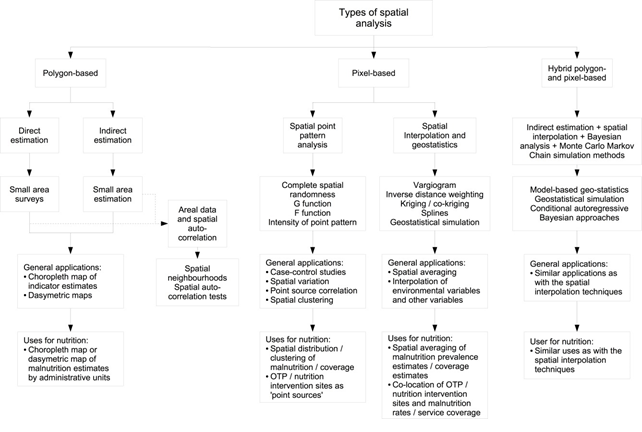 Types of spatial
analysis
Polygon-based
Pixel-based
Hybrid polygon-
and pixel-based
Direct
estimation
Indirect
estimation
Spatial point
pattern
analysis
Spatial
Interpolation and
geostatistics
Indirect estimation + spatial
interpolation + Bayesian
analysis + Monte Carlo Markov
Chain simulation methods
Small area
surveys
Small area
estimation
Areal data
and spatial
auto-
correlation
Spatial
neighbourhoods
Spatial auto-
correlation tests
Complete spatial
randomness
G function
F function
Intensity of point pattern
Vargiogram
Inverse distance weighting
Kriging / co-kriging
Splines
Geostatistical simulation
Model-based geo-statistics
Geostatistical simulation
Conditional autoregressive
Bayesian approaches
General applications:
• Choropleth map of
indicator estimates
• Dasymetric maps
General applications:
• Case-control studies
• Spatial variation
• Point source correlation
• Spatial clustering
General applications:
• Spatial averaging
• Interpolation of
environmental variables
and other variables
General applications:
• Similar applications as
with the spatial
interpolation techniques
Uses for nutrition:
• Choropleth map or
dasymetric map of
malnutrition estimates
by administrative units
Uses for nutrition:
• Spatial distribution /
clustering of
malnutrition / coverage
• OTP / nutrition
intervention sites as
'point sources'
Uses for nutrition:
• Spatial averaging of
malnutrition prevalence
estimates / coverage
estimates
• Co-location of OTP /
nutrition intervention
sites and malnutrition
rates / service coverage
User for nutrition:
• Similar uses as with the
spatial interpolation
techniques